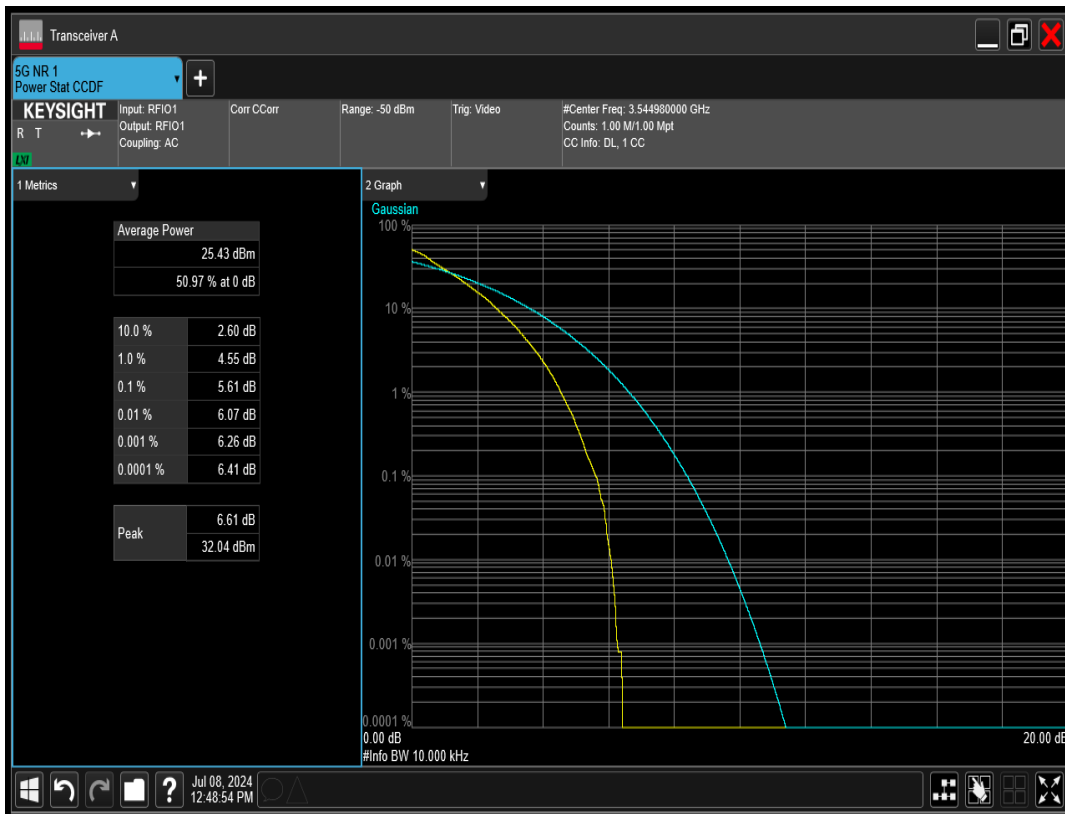 Transceiver A
5G NR 1
Power Stat CCDF
+
KEYSIGHT
R T
LXI
Input: RFIO1
Output: RFIO1
Coupling: AC
Corr CCorr
Range: -50 dBm
Trig: Video
#Center Freq: 3.544980000 GHz
Counts: 1.00 M/1.00 Mpt
CC Info: DL, 1 CC
1 Metrics
Average Power
25.43 dBm
50.97 % at 0 dB
10.0 % 2.60 dB
1.0 % 4.55 dB
0.1 % 5.61 dB
0.01 % 6.07 dB
0.001 % 6.26 dB
0.0001 % 6.41 dB
Peak
6.61 dB
32.04 dBm
2 Graph
Gaussian
100 %
10 %
1 %
0.1 %
0.01 %
0.001 %
0.0001 %
0.00 dB
20.00 dB
#Info BW 10.000 kHz
?
Jul 08, 2024
12:48:54 PM